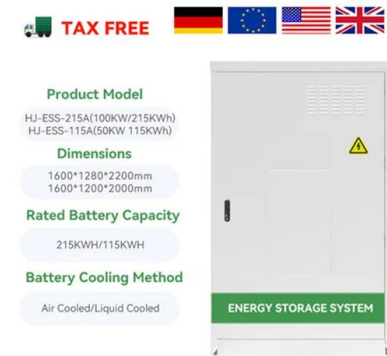 TAX FREE
Product Model
HJ-ESS-215A(100KW/215KWh)
HJ-ESS-115A(50KW 115KWh)
Dimensions
1600*1280*2200mm
1600*1200*2000mm
Rated Battery Capacity
215KWH/115KWH
Battery Cooling Method
Air Cooled/Liquid Cooled
ENERGY STORAGE SYSTEM